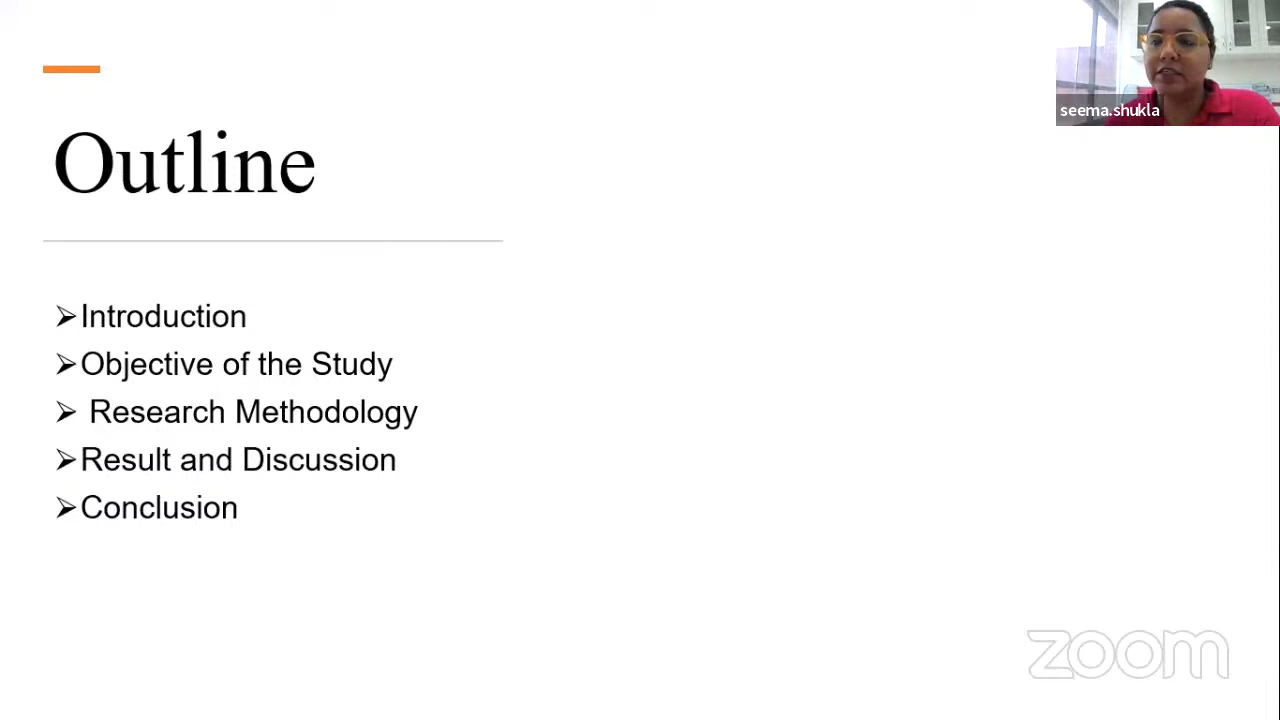 seema.shukla
Outline
➢Introduction
➢Objective of the Study
➢ Research Methodology
➢Result and Discussion
➢Conclusion
zoom